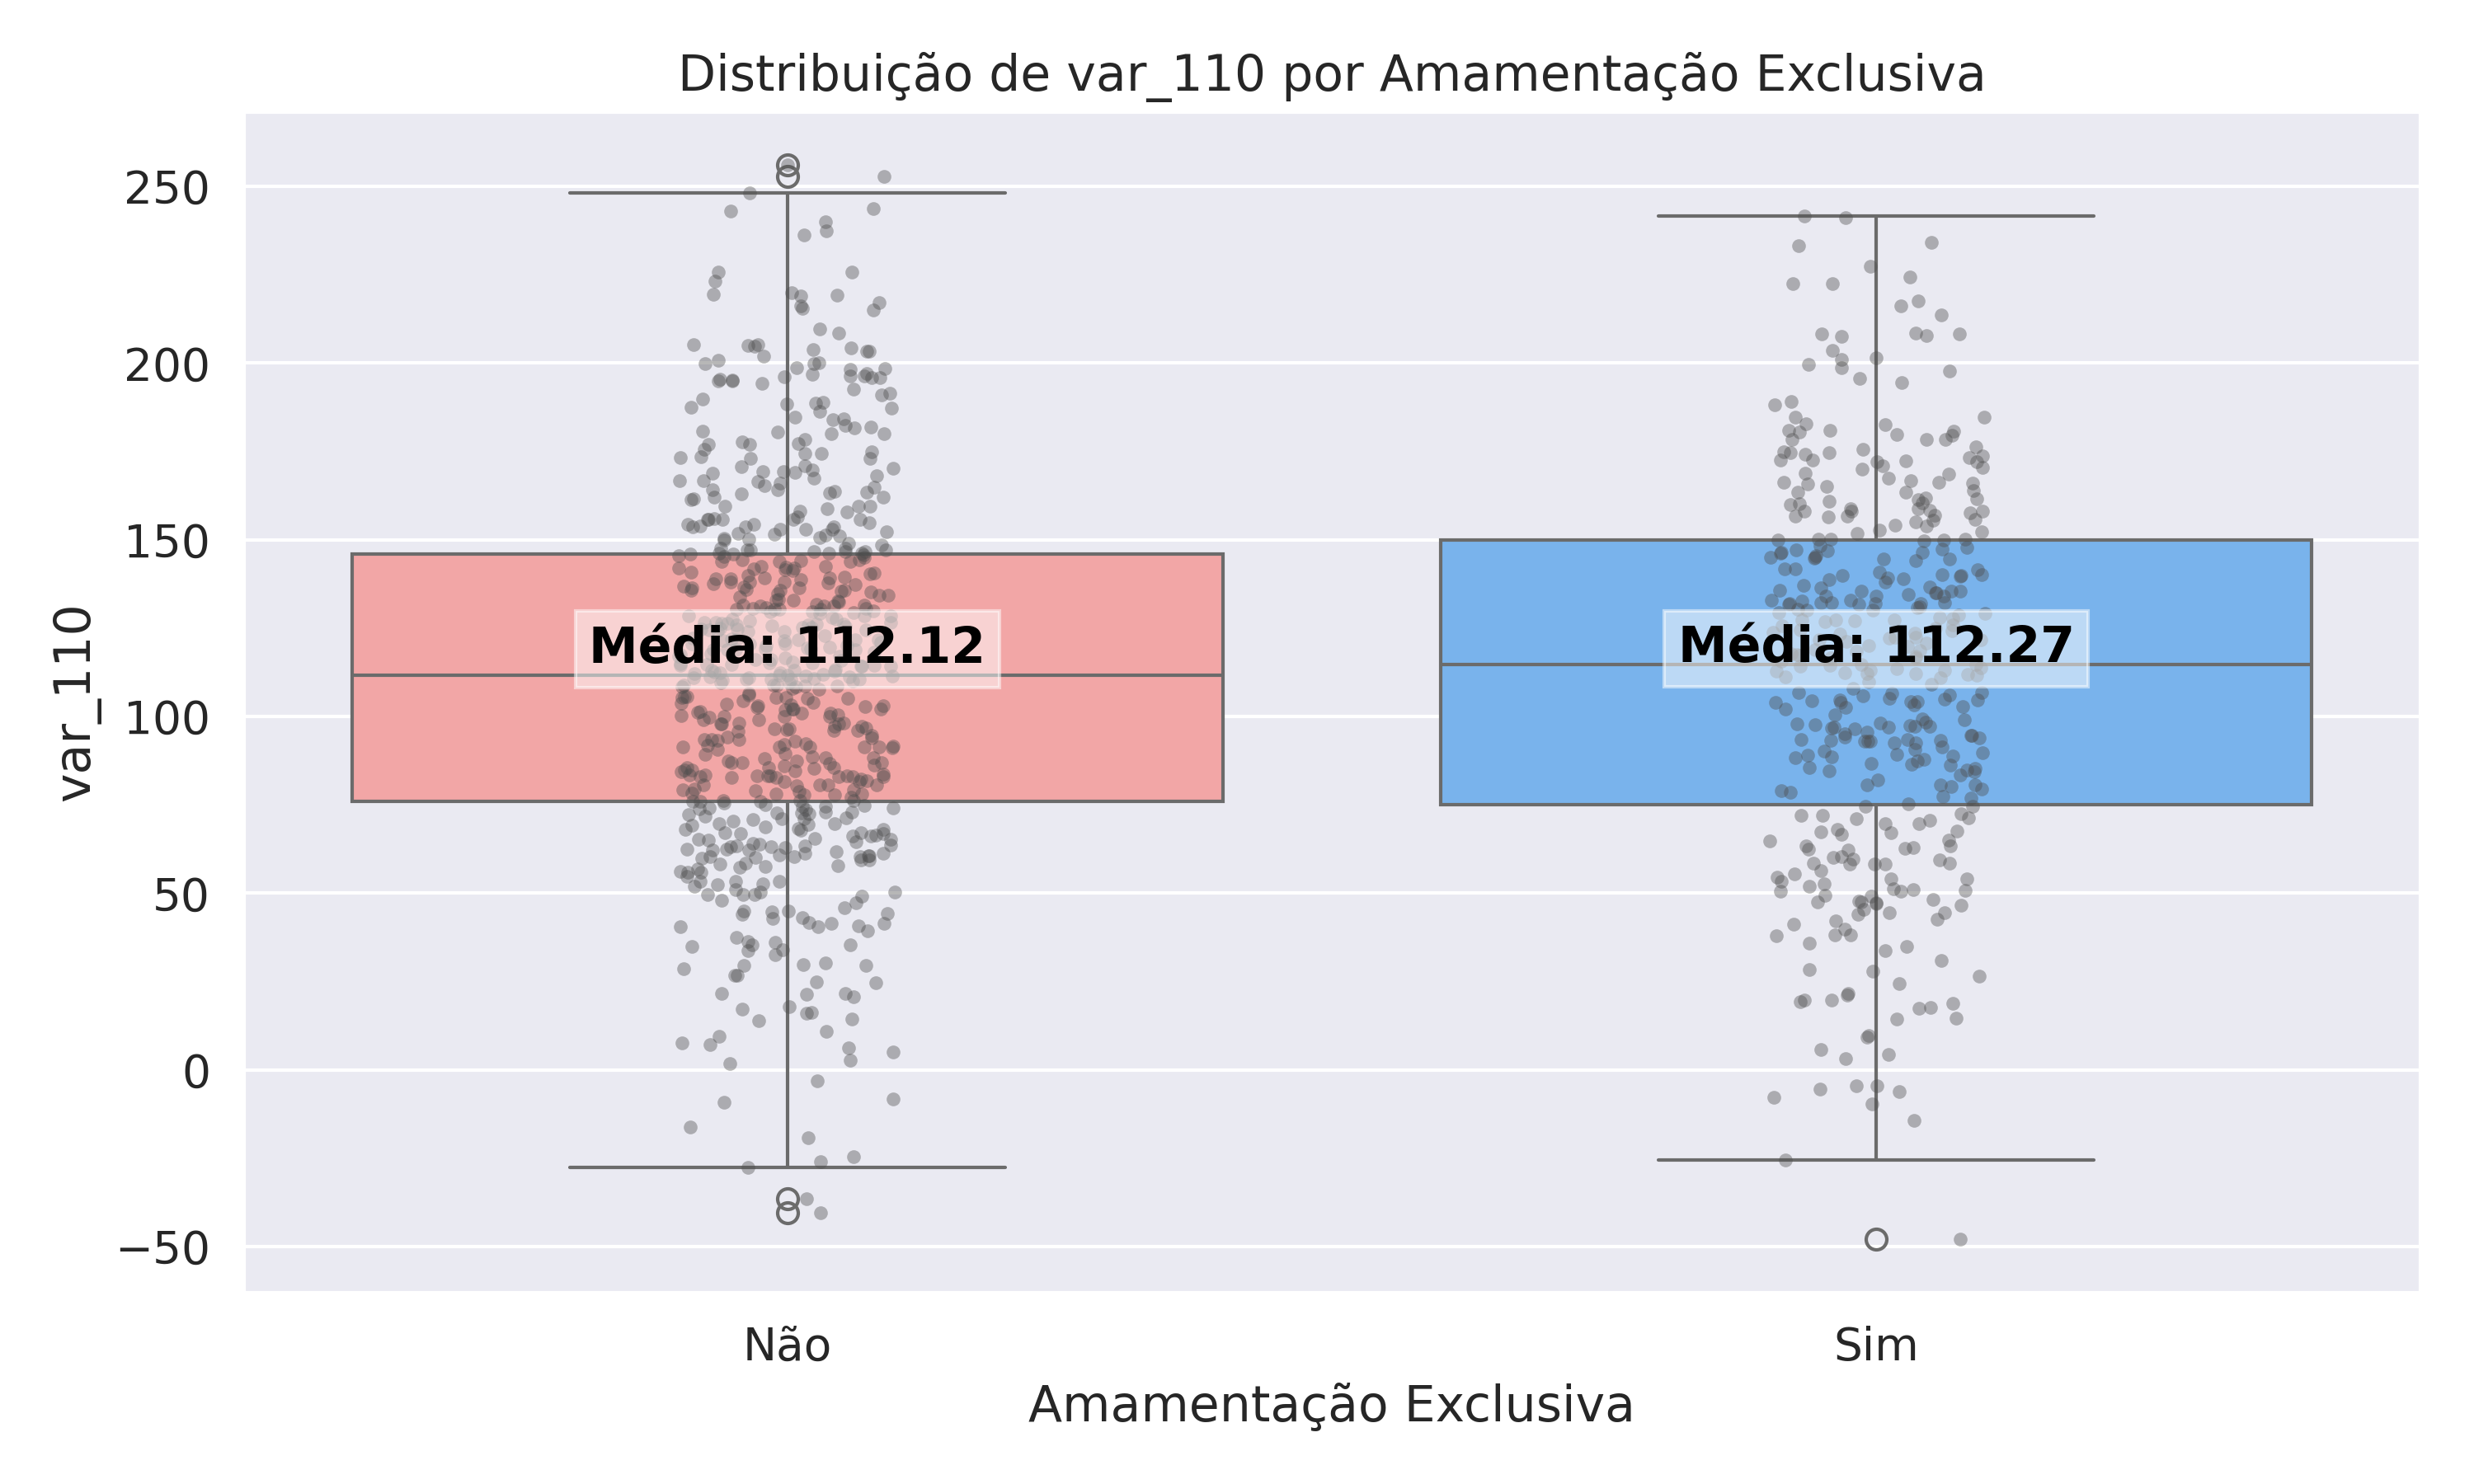 Distribuição de var_110 por Amamentação Exclusiva
250
200
150
100
50
0
−50
var_110
Média: 112.12
Média: 112.27
Não
Sim
Amamentação Exclusiva